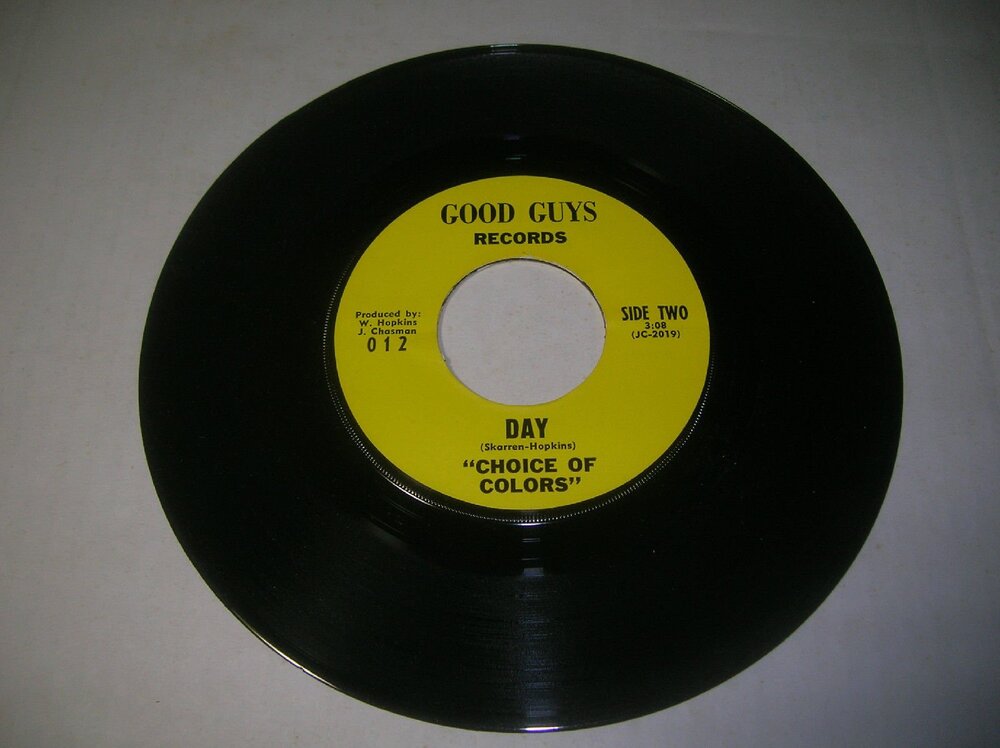 GOOD GUYS
RECORDS
Produced by:
W. Hopkins
J. Chasman
012
SIDE TWO
3:08
(JC-2019)
DAY
(Skarren-Hopkins)
“CHOICE OF
COLORS”